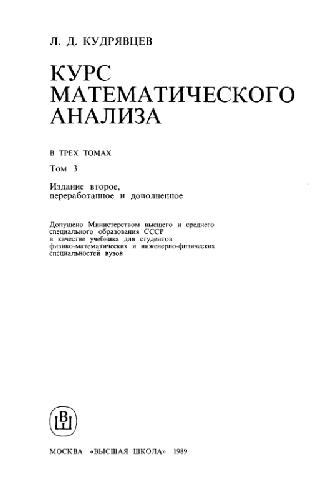 Л. Д. КУДРЯВЦЕВ
КУРС
МАТЕМАТИЧЕСКОГО
АНАЛИЗА
В ТРЕХ ТОМАХ
Том 3
Издание второе,
переработанное и дополненное
Допущено Министерством высшего и среднего
специального образования СССР
в качестве учебника для студентов
физико-математических и инженерно-физических
специальностей вузов
ВШ
МОСКВА «ВЫСШАЯ ШКОЛА» 1989